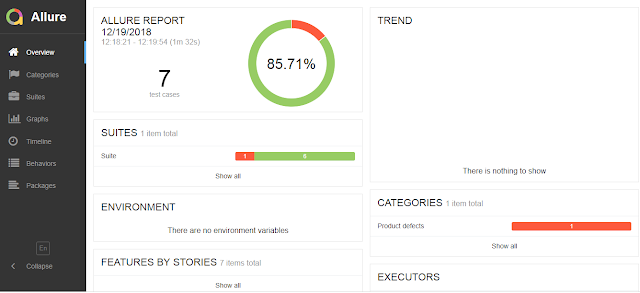 Allure
Overview
Categories
Suites
Graphs
Timeline
Behaviors
Packages
En
Collapse
ALLURE REPORT
12/19/2018
12:18:21 - 12:19:54 (1m 32s)
7
test cases
85.71%
SUITES 1 item total
Suite 1 6
Show all
ENVIRONMENT
There are no environment variables
FEATURES BY STORIES 7 items total
Show all
TREND
There is nothing to show
CATEGORIES 1 item total
Product defects 1
Show all
EXECUTORS